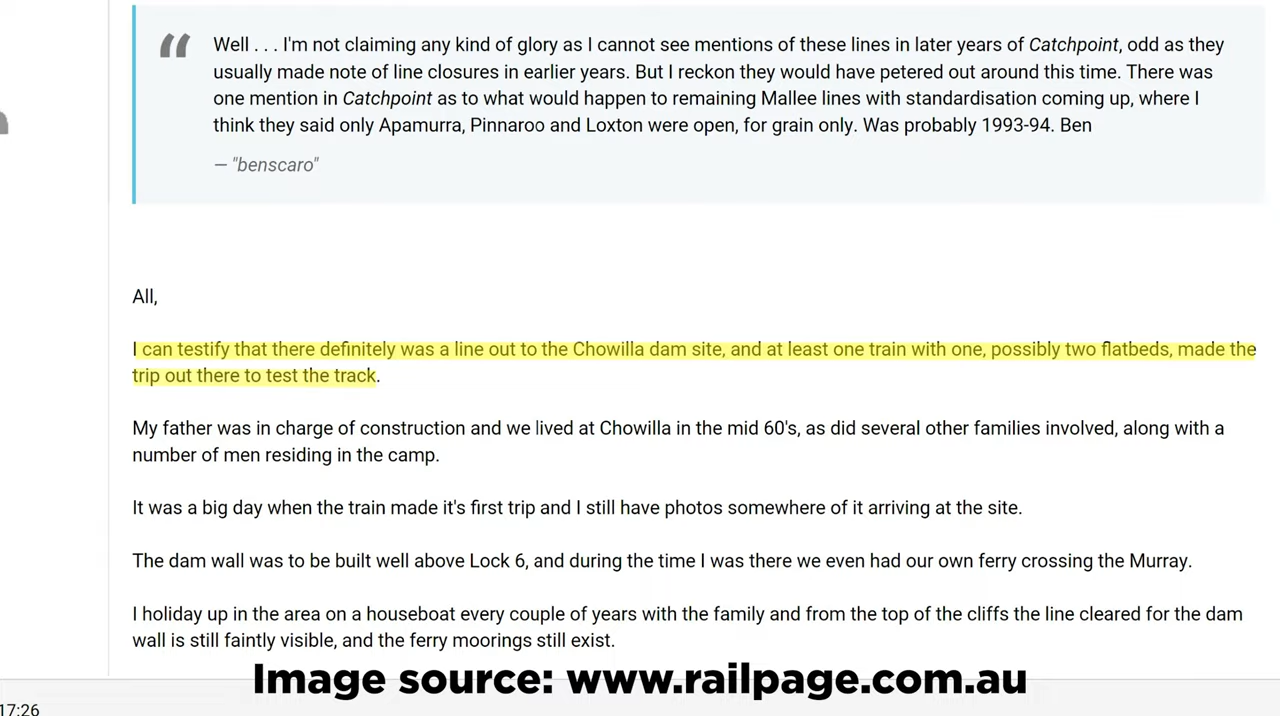 Well . . . I'm not claiming any kind of glory as I cannot see mentions of these lines in later years of Catchpoint, odd as they
usually made note of line closures in earlier years. But I reckon they would have petered out around this time. There was
one mention in Catchpoint as to what would happen to remaining Mallee lines with standardisation coming up, where I
think they said only Apamurra, Pinnaroo and Loxton were open, for grain only. Was probably 1993-94. Ben
— "benscaro"
All,
I can testify that there definitely was a line out to the Chowilla dam site, and at least one train with one, possibly two flatbeds, made the
trip out there to test the track.
My father was in charge of construction and we lived at Chowilla in the mid 60's, as did several other families involved, along with a
number of men residing in the camp.
It was a big day when the train made it's first trip and I still have photos somewhere of it arriving at the site.
The dam wall was to be built well above Lock 6, and during the time I was there we even had our own ferry crossing the Murray.
I holiday up in the area on a houseboat every couple of years with the family and from the top of the cliffs the line cleared for the dam
wall is still faintly visible, and the ferry moorings still exist.
Image source: www.railpage.com.au
17:26